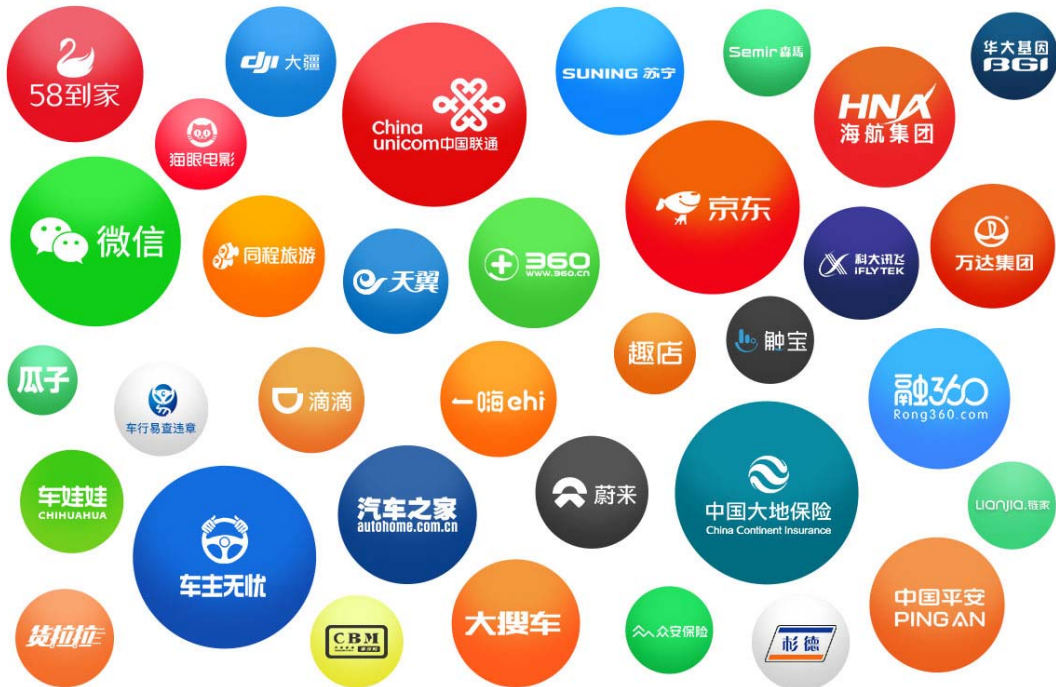 58到家
dji 大疆
China
unicom中国联通
SUNING 苏宁
Semir 森馬
华大基因
BGI
猫眼电影
HNA
海航集团
微信
同程旅游
天翼
360
www.360.cn
京东
科大讯飞
iFLYTEK
万达集团
瓜子
车行易查违章
滴滴
一嗨ehi
趣店
触宝
融360
Rong360.com
车娃娃
CHIHUAHUA
车主无忧
汽车之家
autohome.com.cn
蔚来
中国大地保险
China Continent Insurance
LIANJIA.链家
货拉拉
CBM
大搜车
众安保险
杉德
中国平安
PING AN